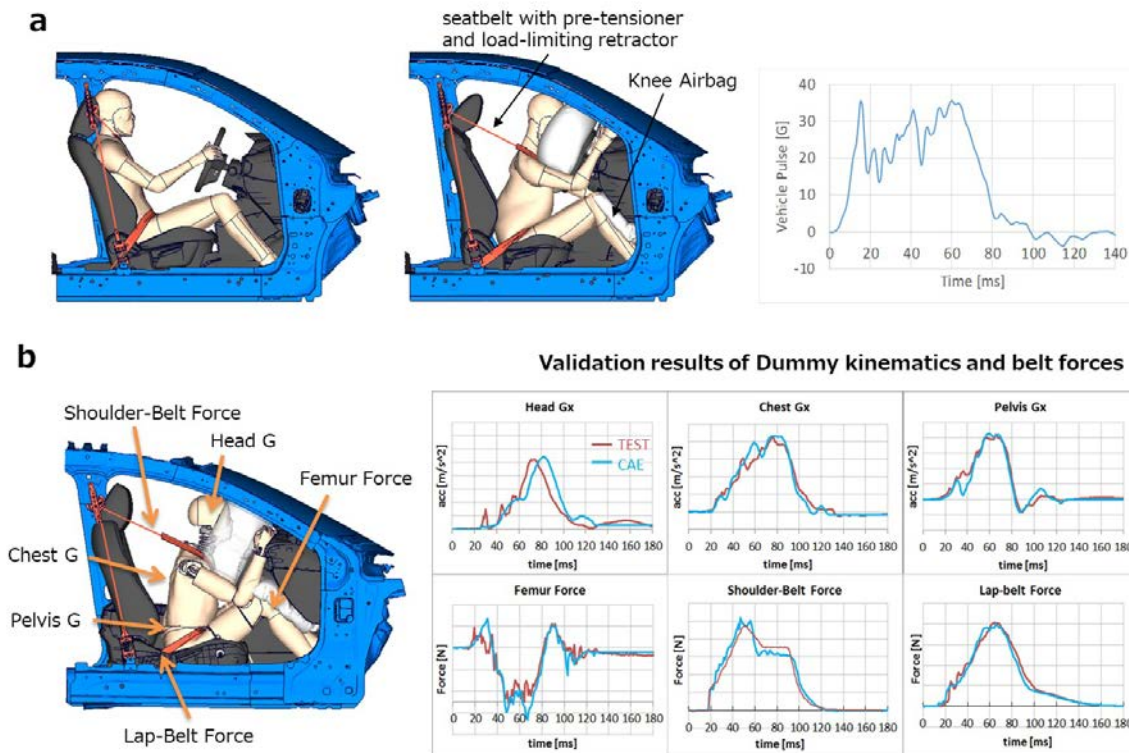 a
seatbelt with pre-tensioner
and load-limiting retractor
Knee Airbag
Vehicle Pulse [G]
40
30
20
10
0
-10
0 20 40 60 80 100 120 140
Time [ms]
b
Validation results of Dummy kinematics and belt forces
Shoulder-Belt Force
Head G
Femur Force
Chest G
Pelvis G
Lap-Belt Force
Head Gx
TEST
CAE
acc [m/s^2]
0 20 40 60 80 100 120 140 160 180
time [ms]
Chest Gx
acc [m/s^2]
0 20 40 60 80 100 120 140 160 180
time [ms]
Pelvis Gx
acc [m/s^2]
0 20 40 60 80 100 120 140 160 180
time [ms]
Femur Force
Force [N]
0 20 40 60 80 100 120 140 160 180
time [ms]
Shoulder-Belt Force
Force [N]
0 20 40 60 80 100 120 140 160 180
time [ms]
Lap-belt Force
Force [N]
0 20 40 60 80 100 120 140 160 180
time [ms]